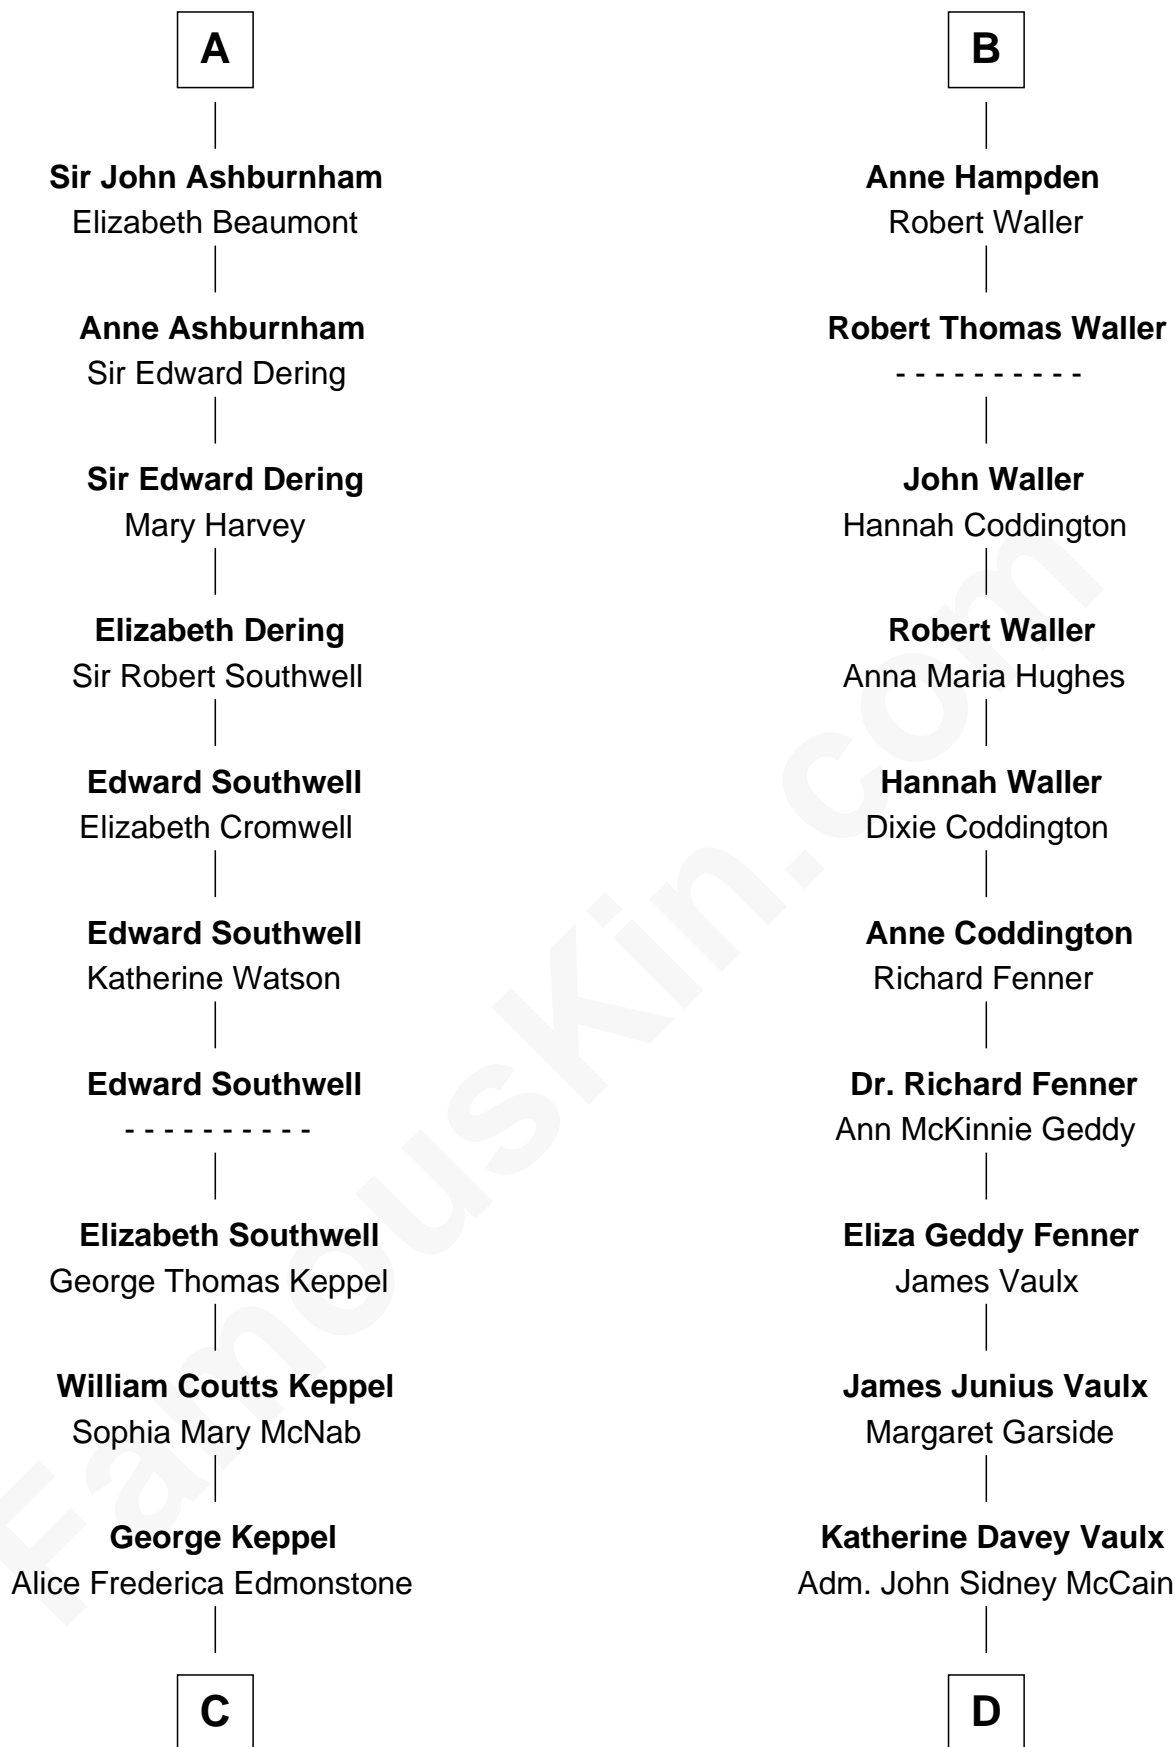 A
Sir John Ashburnham
Elizabeth Beaumont
Anne Ashburnham
Sir Edward Dering
Sir Edward Dering
Mary Harvey
Elizabeth Dering
Sir Robert Southwell
Edward Southwell
Elizabeth Cromwell
Edward Southwell
Katherine Watson
Edward Southwell
- - - - - - - - - -
Elizabeth Southwell
George Thomas Keppel
William Coutts Keppel
Sophia Mary McNab
George Keppel
Alice Frederica Edmonstone
C
B
Anne Hampden
Robert Waller
Robert Thomas Waller
- - - - - - - - - -
John Waller
Hannah Coddington
Robert Waller
Anna Maria Hughes
Hannah Waller
Dixie Coddington
Anne Coddington
Richard Fenner
Dr. Richard Fenner
Ann McKinnie Geddy
Eliza Geddy Fenner
James Vaulx
James Junius Vaulx
Margaret Garside
Katherine Davey Vaulx
Adm. John Sidney McCain
D
FamousKin.com